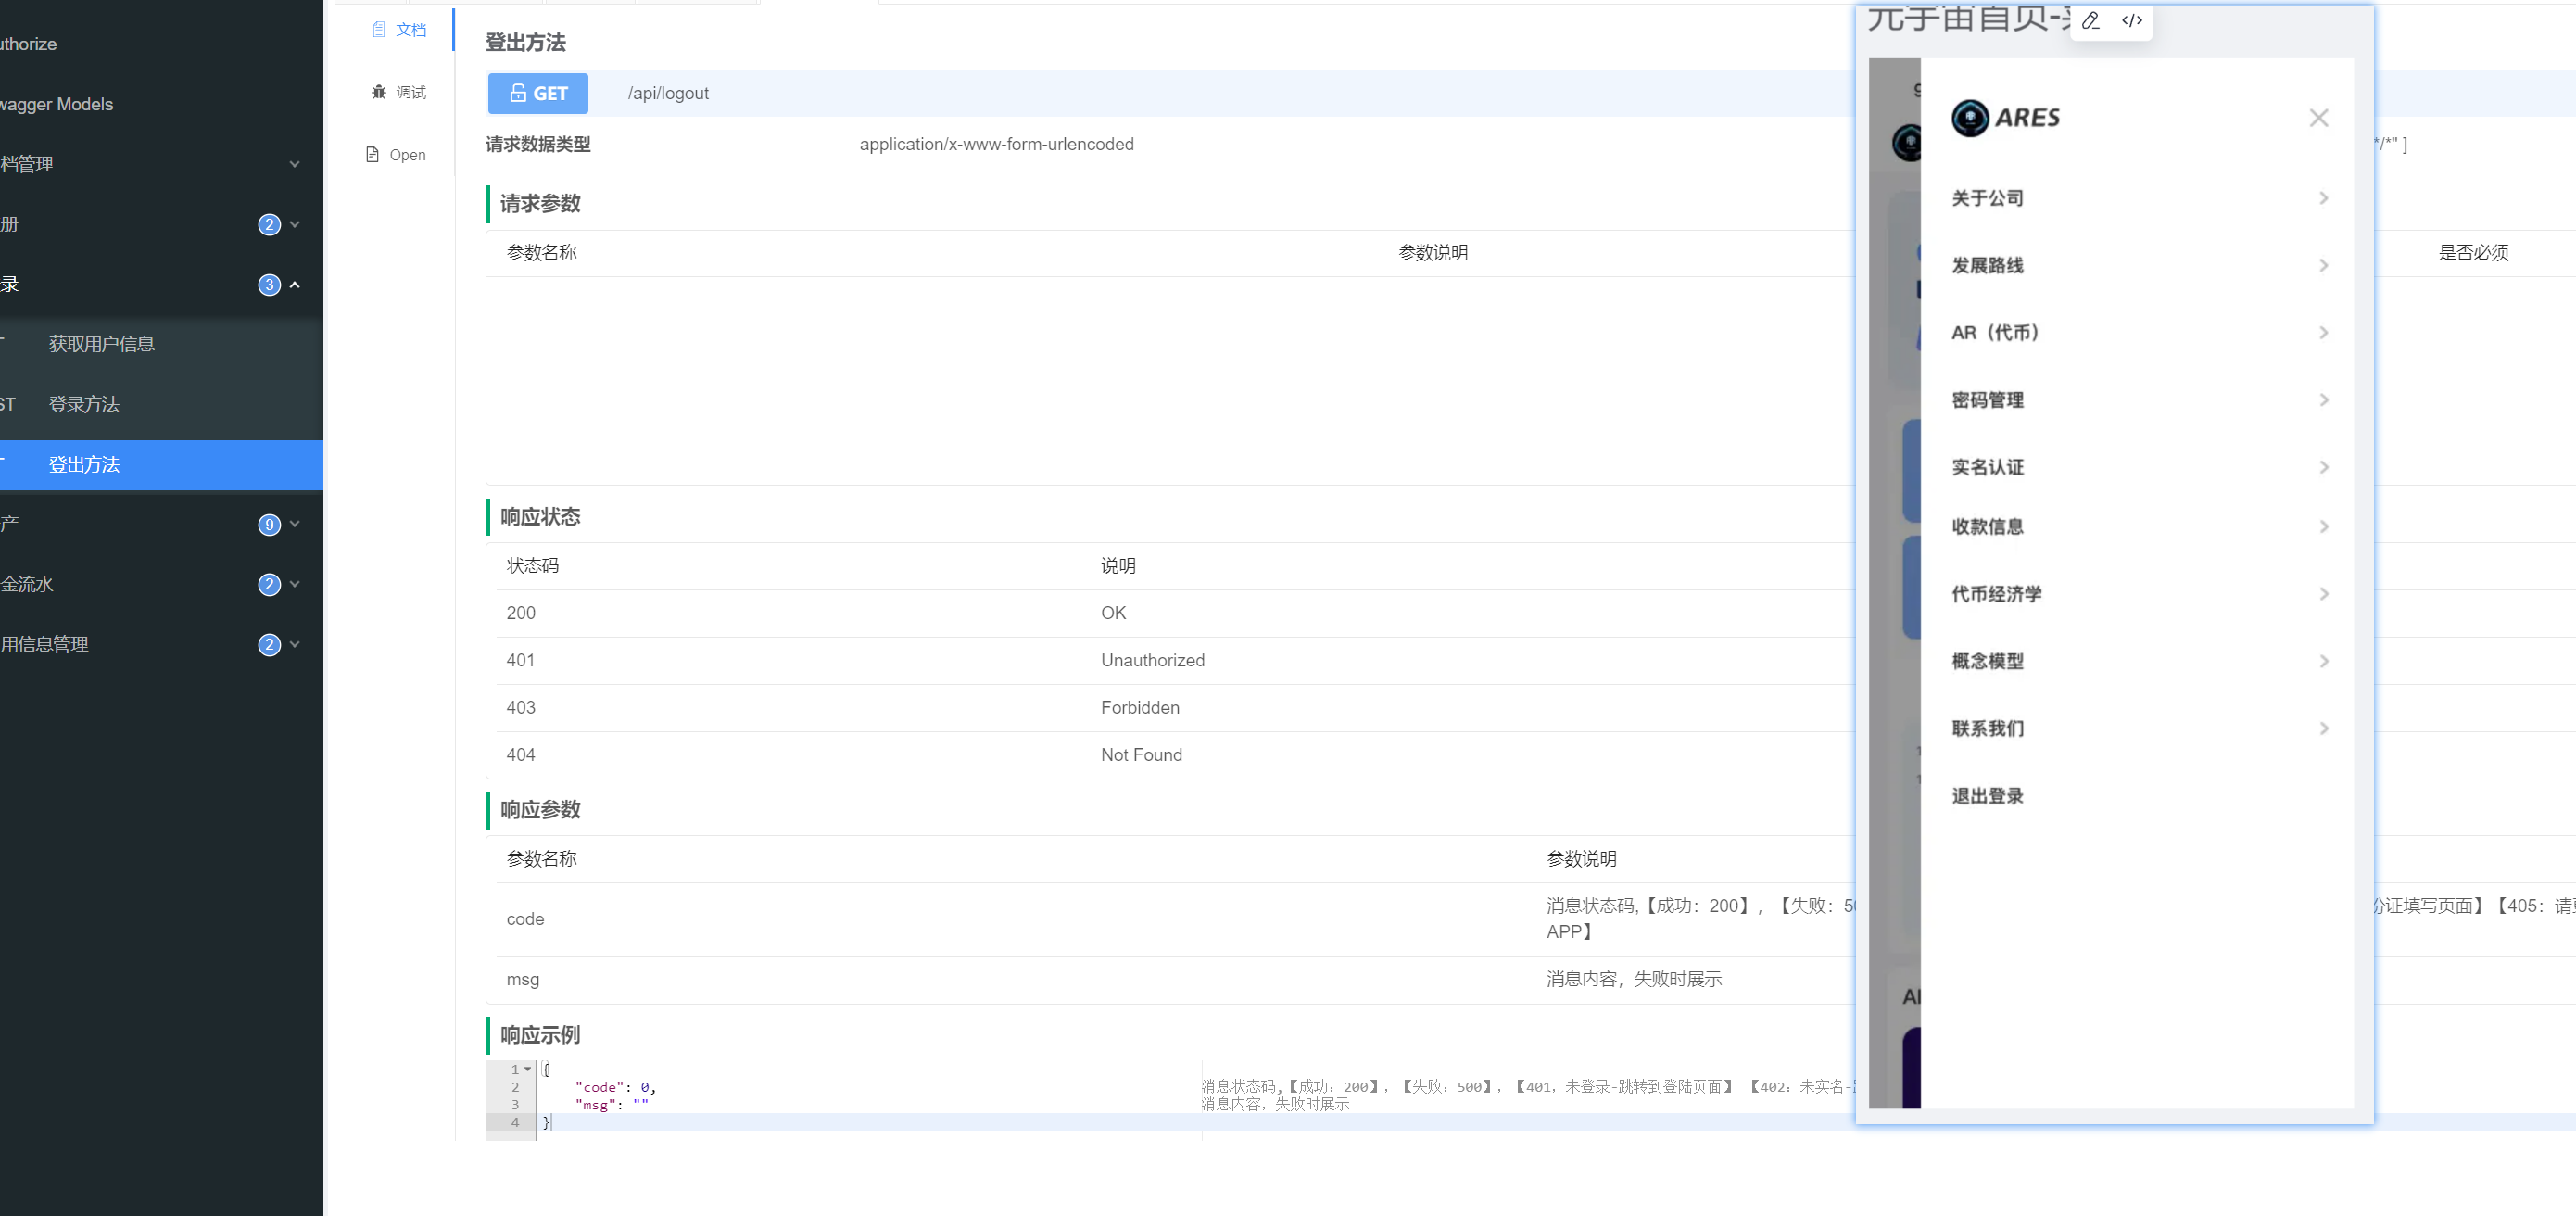 uthorize
wagger Models
档管理
册 2
录 3
获取用户信息
ST 登录方法
登出方法
产 9
金流水 2
用信息管理 2
文档
调试
Open
登出方法
GET /api/logout
请求数据类型 application/x-www-form-urlencoded */*" ]
请求参数
参数名称 参数说明 是否必须
响应状态
状态码 说明
200 OK
401 Unauthorized
403 Forbidden
404 Not Found
响应参数
参数名称 参数说明
code 消息状态码,【成功：200】，【失败：50 份证填写页面】【405：请
APP】
msg 消息内容，失败时展示
响应示例
1 {
2 "code": 0, 消息状态码,【成功：200】，【失败：500】，【401，未登录-跳转到登陆页面】 【402：未实名-
3 "msg": "" 消息内容，失败时展示
4 }
元宇宙首页-
</>
9
ARES
关于公司
发展路线
AR（代币）
密码管理
实名认证
收款信息
代币经济学
概念模型
联系我们
退出登录
AI